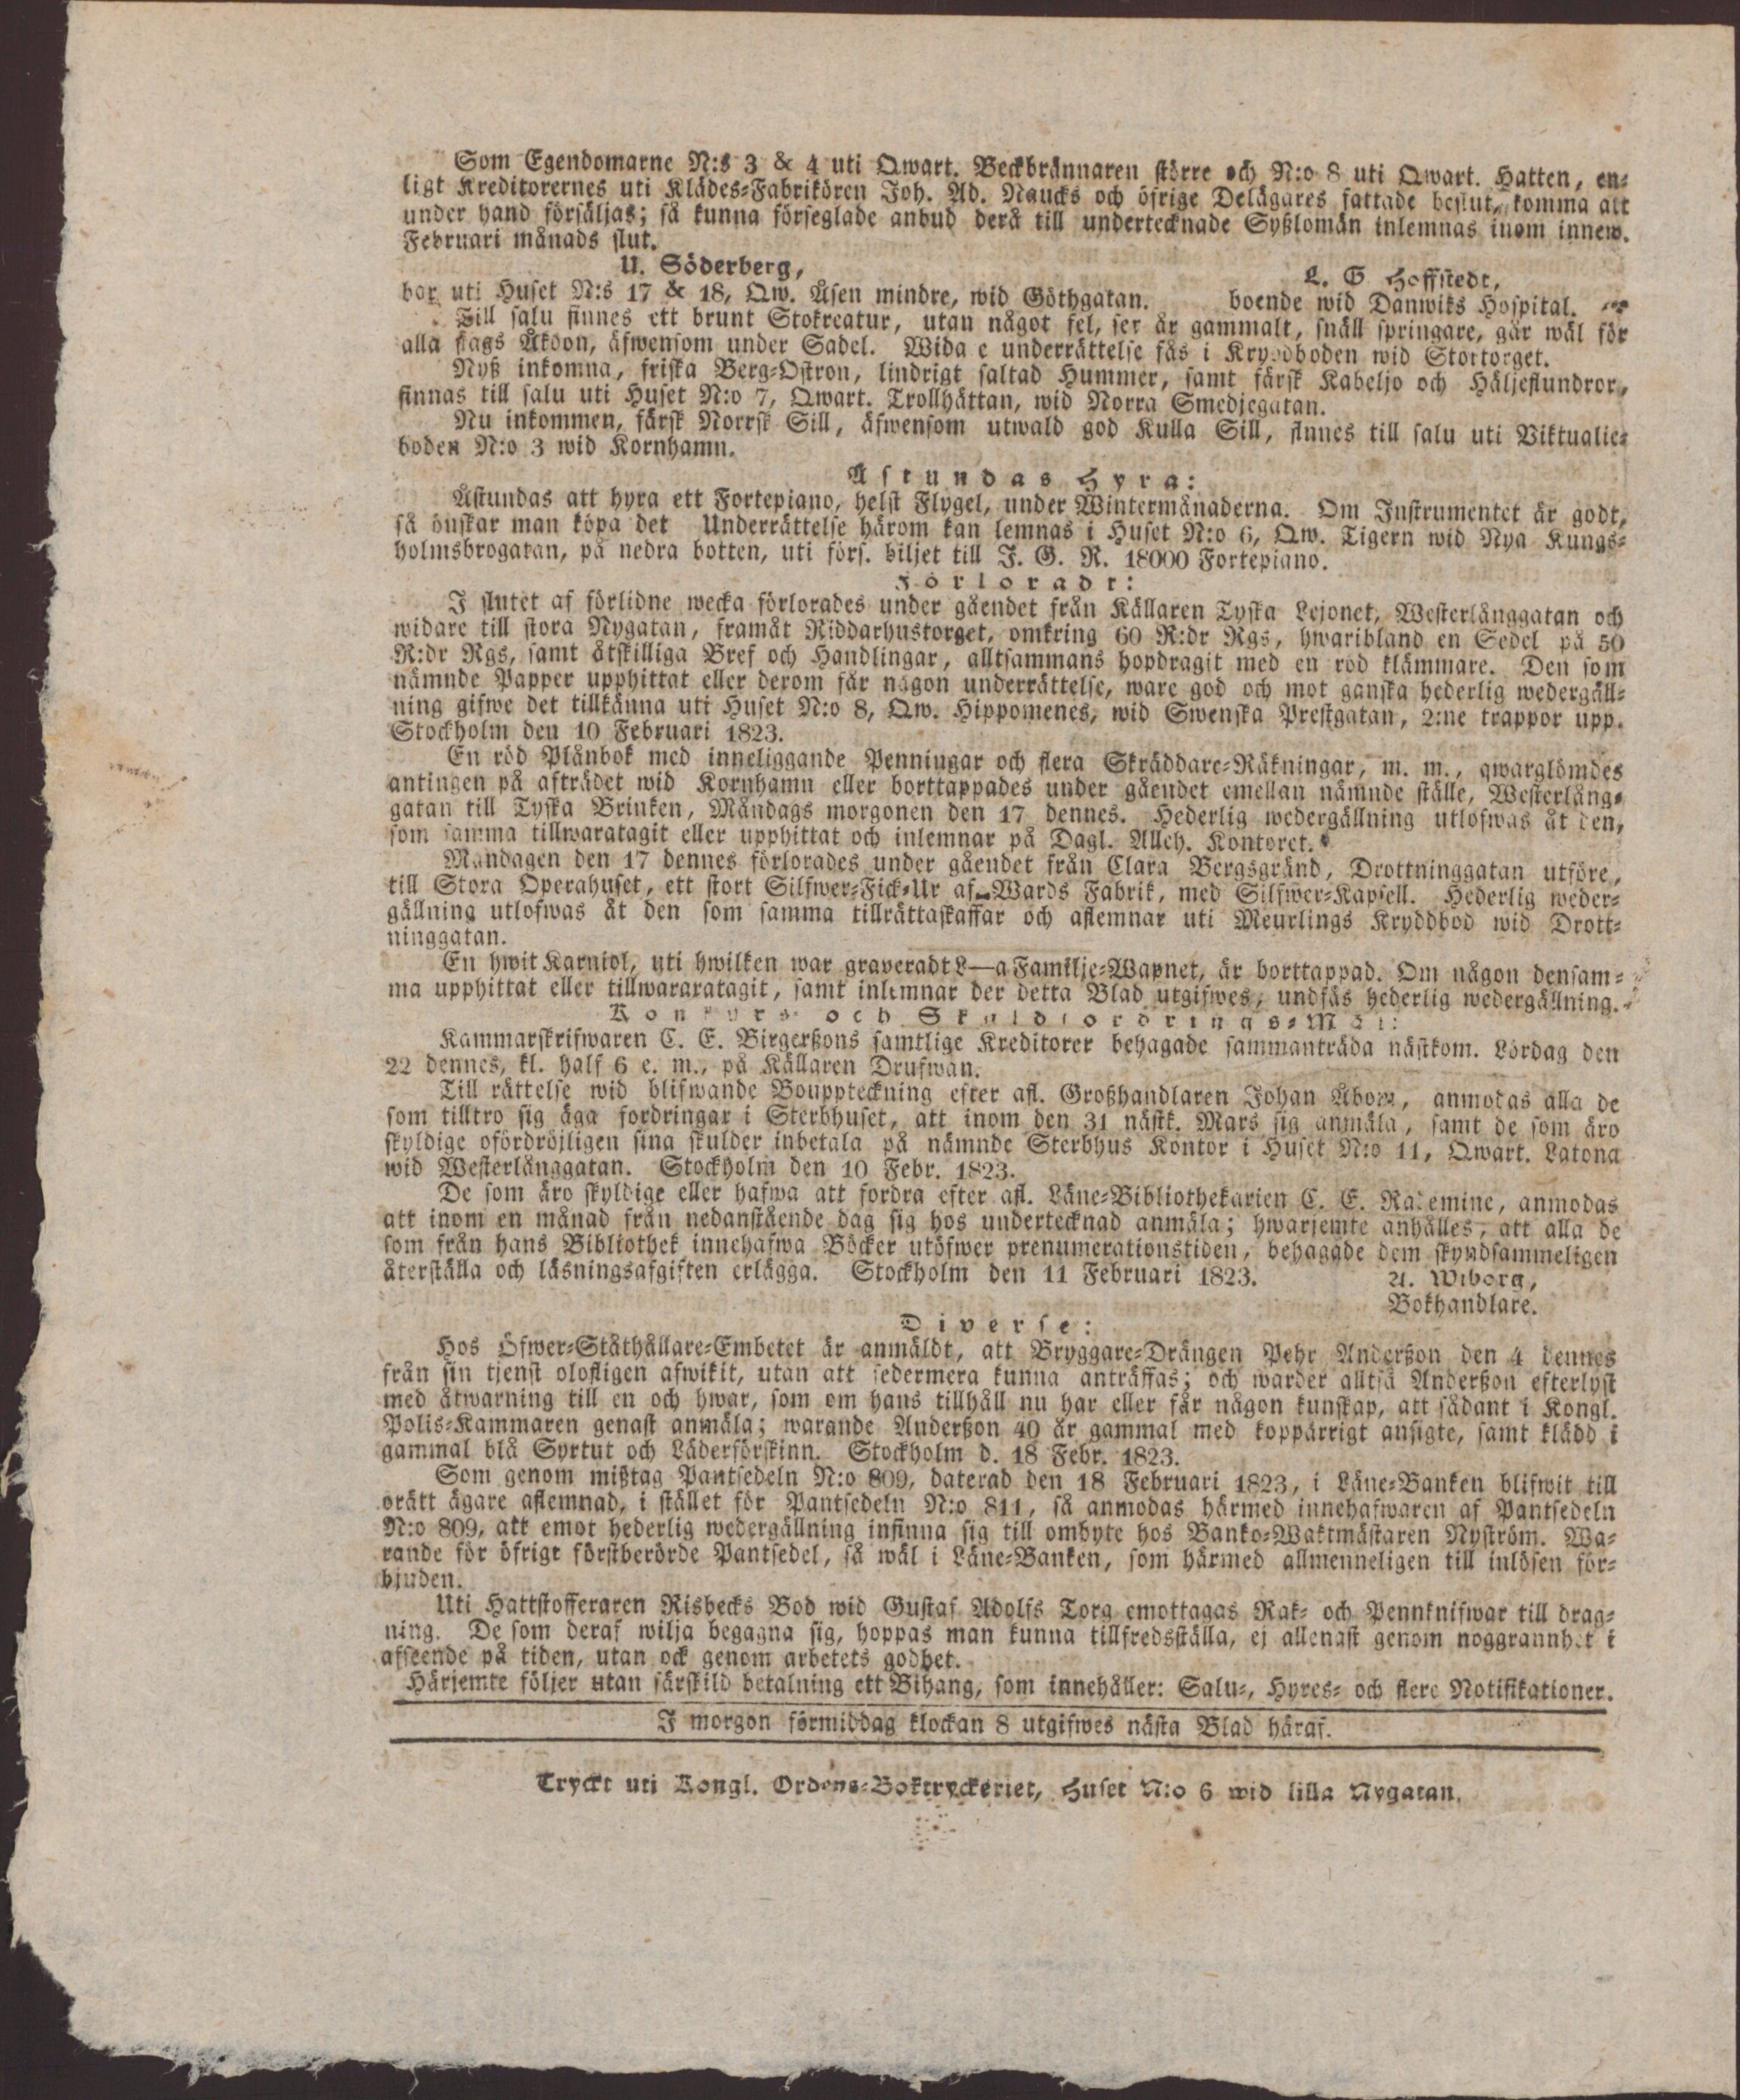 Som Egendomarne N:s 3 & 4 uti Qwart. Beckbrännaren större och N:o 8 uti Qwart. Hatten, en-
ligt Kreditorernes uti Klädes-Fabrikören Joh. Ad. Naucks och öfrige Delägares fattade beslut, komma att
under hand försäljas; så kunna förseglade anbud derå till undertecknade Sysslomän inlemnas inom innew.
Februari månads slut.
U. Söderberg,
L. G Hoffstedt,
bor uti Huset N:s 17 & 18, Qw. Åsen mindre, wid Göthgatan. boende wid Danwiks Hospital.
Till salu finnes ett brunt Stokreatur, utan något fel, sex år gammalt, snäll springare, går wäl för
alla slags Åkdon, äfwensom under Sadel. Wida e underrättelse fås i Kryddboden wid Stortorget.
Nyss inkomna, friska Berg-Ostron, lindrigt saltad Hummer, samt färsk Kabeljo och Häljeflundror,
finnas till salu uti Huset N:o 7, Qwart. Trollhättan, wid Norra Smedjegatan.
Nu inkommen, färsk Norrsk Sill, äfwensom utwald god Kulla Sill, finnes till salu uti Viktualie-
boden N:o 3 wid Kornhamn.
Åstundas Hyra:
Åstundas att hyra ett Fortepiano, helst Flygel, under Wintermånaderna. Om Instrumentet är godt,
så önskar man köpa det Underrättelse härom kan lemnas i Huset N:o 6, Qw. Tigern wid Nya Kungs-
holmsbrogatan, på nedra botten, uti förs. biljet till J. G. R. 18000 Fortepiano.
Förloradt:
I slutet af förlidne wecka förlorades under gåendet från Källaren Tyska Lejonet, Westerlånggatan och
widare till stora Nygatan, framåt Riddarhustorget, omkring 60 R:dr Rgs, hwaribland en Sedel på 50
R:dr Rgs, samt åtskilliga Bref och Handlingar, alltsammans hopdragit med en röd klämmare. Den som
nämnde Papper upphittat eller derom får någon underrättelse, ware god och mot ganska hederlig wedergäll-
ning gifwe det tillkänna uti Huset N:o 8, Qw. Hippomenes, wid Swenska Prestgatan, 2:ne trappor upp.
Stockholm den 10 Februari 1823.
En röd Plånbok med inneliggande Penningar och flera Skräddare-Räkningar, m. m., qwarglömdes
antingen på afträdet wid Kornhamn eller borttappades under gåendet emellan nämnde ställe, Westerlång-
gatan till Tyska Brinken, Måndags morgonen den 17 dennes. Hederlig wedergällning utlofwas åt den,
som samma tillwaratagit eller upphittat och inlemnar på Dagl. Alleh. Kontoret.
Måndagen den 17 dennes förlorades under gåendet från Clara Bergsgränd, Drottninggatan utföre,
till Stora Operahuset, ett stort Silfwer-Fick-Ur af Wards Fabrik, med Silfwer-Kapsell. Hederlig weder-
gällning utlofwas åt den som samma tillrättaskaffar och aflemnar uti Meurlings Kryddbod wid Drott-
ninggatan.
En hwit Karniol, uti hwilken war graveradt L—a Familje-Wapnet, är borttappad. Om någon densam-
ma upphittat eller tillwararatagit, samt inlemnar der detta Blad utgifwes, undfås hederlig wedergällning.
Konkurs- och Skuldfordrings-Mål:
Kammarskrifwaren C. E. Birgerssons samtlige Kreditorer behagade sammanträda nästkom. Lördag den
22 dennes, kl. half 6 e. m., på Källaren Drufwan.
Till rättelse wid blifwande Bouppteckning efter afl. Grosshandlaren Johan Åbom, anmodas alla de
som tilltro sig äga fordringar i Sterbhuset, att inom den 31 nästk. Mars sig anmäla, samt de som äro
skyldige ofördröjligen sina skulder inbetala på nämnde Sterbhus Kontor i Huset N:o 11, Qwart. Latona
wid Westerlånggatan. Stockholm den 10 Febr. 1823.
De som äro skyldige eller hafwa att fordra efter afl. Låne-Bibliothekarien C. E. anmodas
att inom en månad från nedanstående dag sig hos undertecknad anmäla; hwarjemte anhålles, att alla de
som från hans Bibliothek innehafwa Böcker utöfwer prenumerationstiden, behagade dem skyndsammeligen
återställa och läsningsafgiften erlägga. Stockholm den 11 Februari 1823. A. Wiborg,
Bokhandlare.
Diverse:
Hos Öfwer-Ståthållare-Embetet är anmäldt, att Bryggare-Drängen Pehr Andersson den 4 dennes
från sin tjenst olofligen afwikit, utan att sedermera kunna anträffas; och warder alltså Andersson efterlyst
med åtwarning till en och hwar, som om hans tillhåll nu har eller får någon kunskap, att sådant i Kongl.
Polis-Kammaren genast anmäla; warande Andersson 40 år gammal med koppärrigt ansigte, samt klädd i
gammal blå Syrtut och Läderförskinn. Stockholm d. 18 Febr. 1823.
Som genom misstag Pantsedeln N:o 809, daterad den 18 Februari 1823, i Låne-Banken blifwit till
orätt ägare aflemnad, i stället för Pantsedeln N:o 811, så anmodas härmed innehafwaren af Pantsedeln
N:o 809, att emot hederlig wedergällning infinna sig till ombyte hos Banko-Waktmästaren Nyström. Wa-
rande för öfrigt förstberörde Pantsedel, så wäl i Låne-Banken, som härmed allmenneligen till inlösen för-
bjuden.
Uti Hattstofferaren Risbecks Bod wid Gustaf Adolfs Torg emottagas Rak- och Pennknifwar till drag-
ning. De som deraf wilja begagna sig, hoppas man kunna tillfredsställa, ej allenast genom noggrannhet i
afseende på tiden, utan ock genom arbetets godhet.
Härjemte följer utan särskild betalning ett Bihang, som innehåller: Salu-, Hyres- och flere Notifikationer.
I morgon förmiddag klockan 8 utgifwes nästa Blad häraf.
Tryckt uti Kongl. Ordens-Boktryckeriet, Huset N:o 6 wid lilla Nygatan.